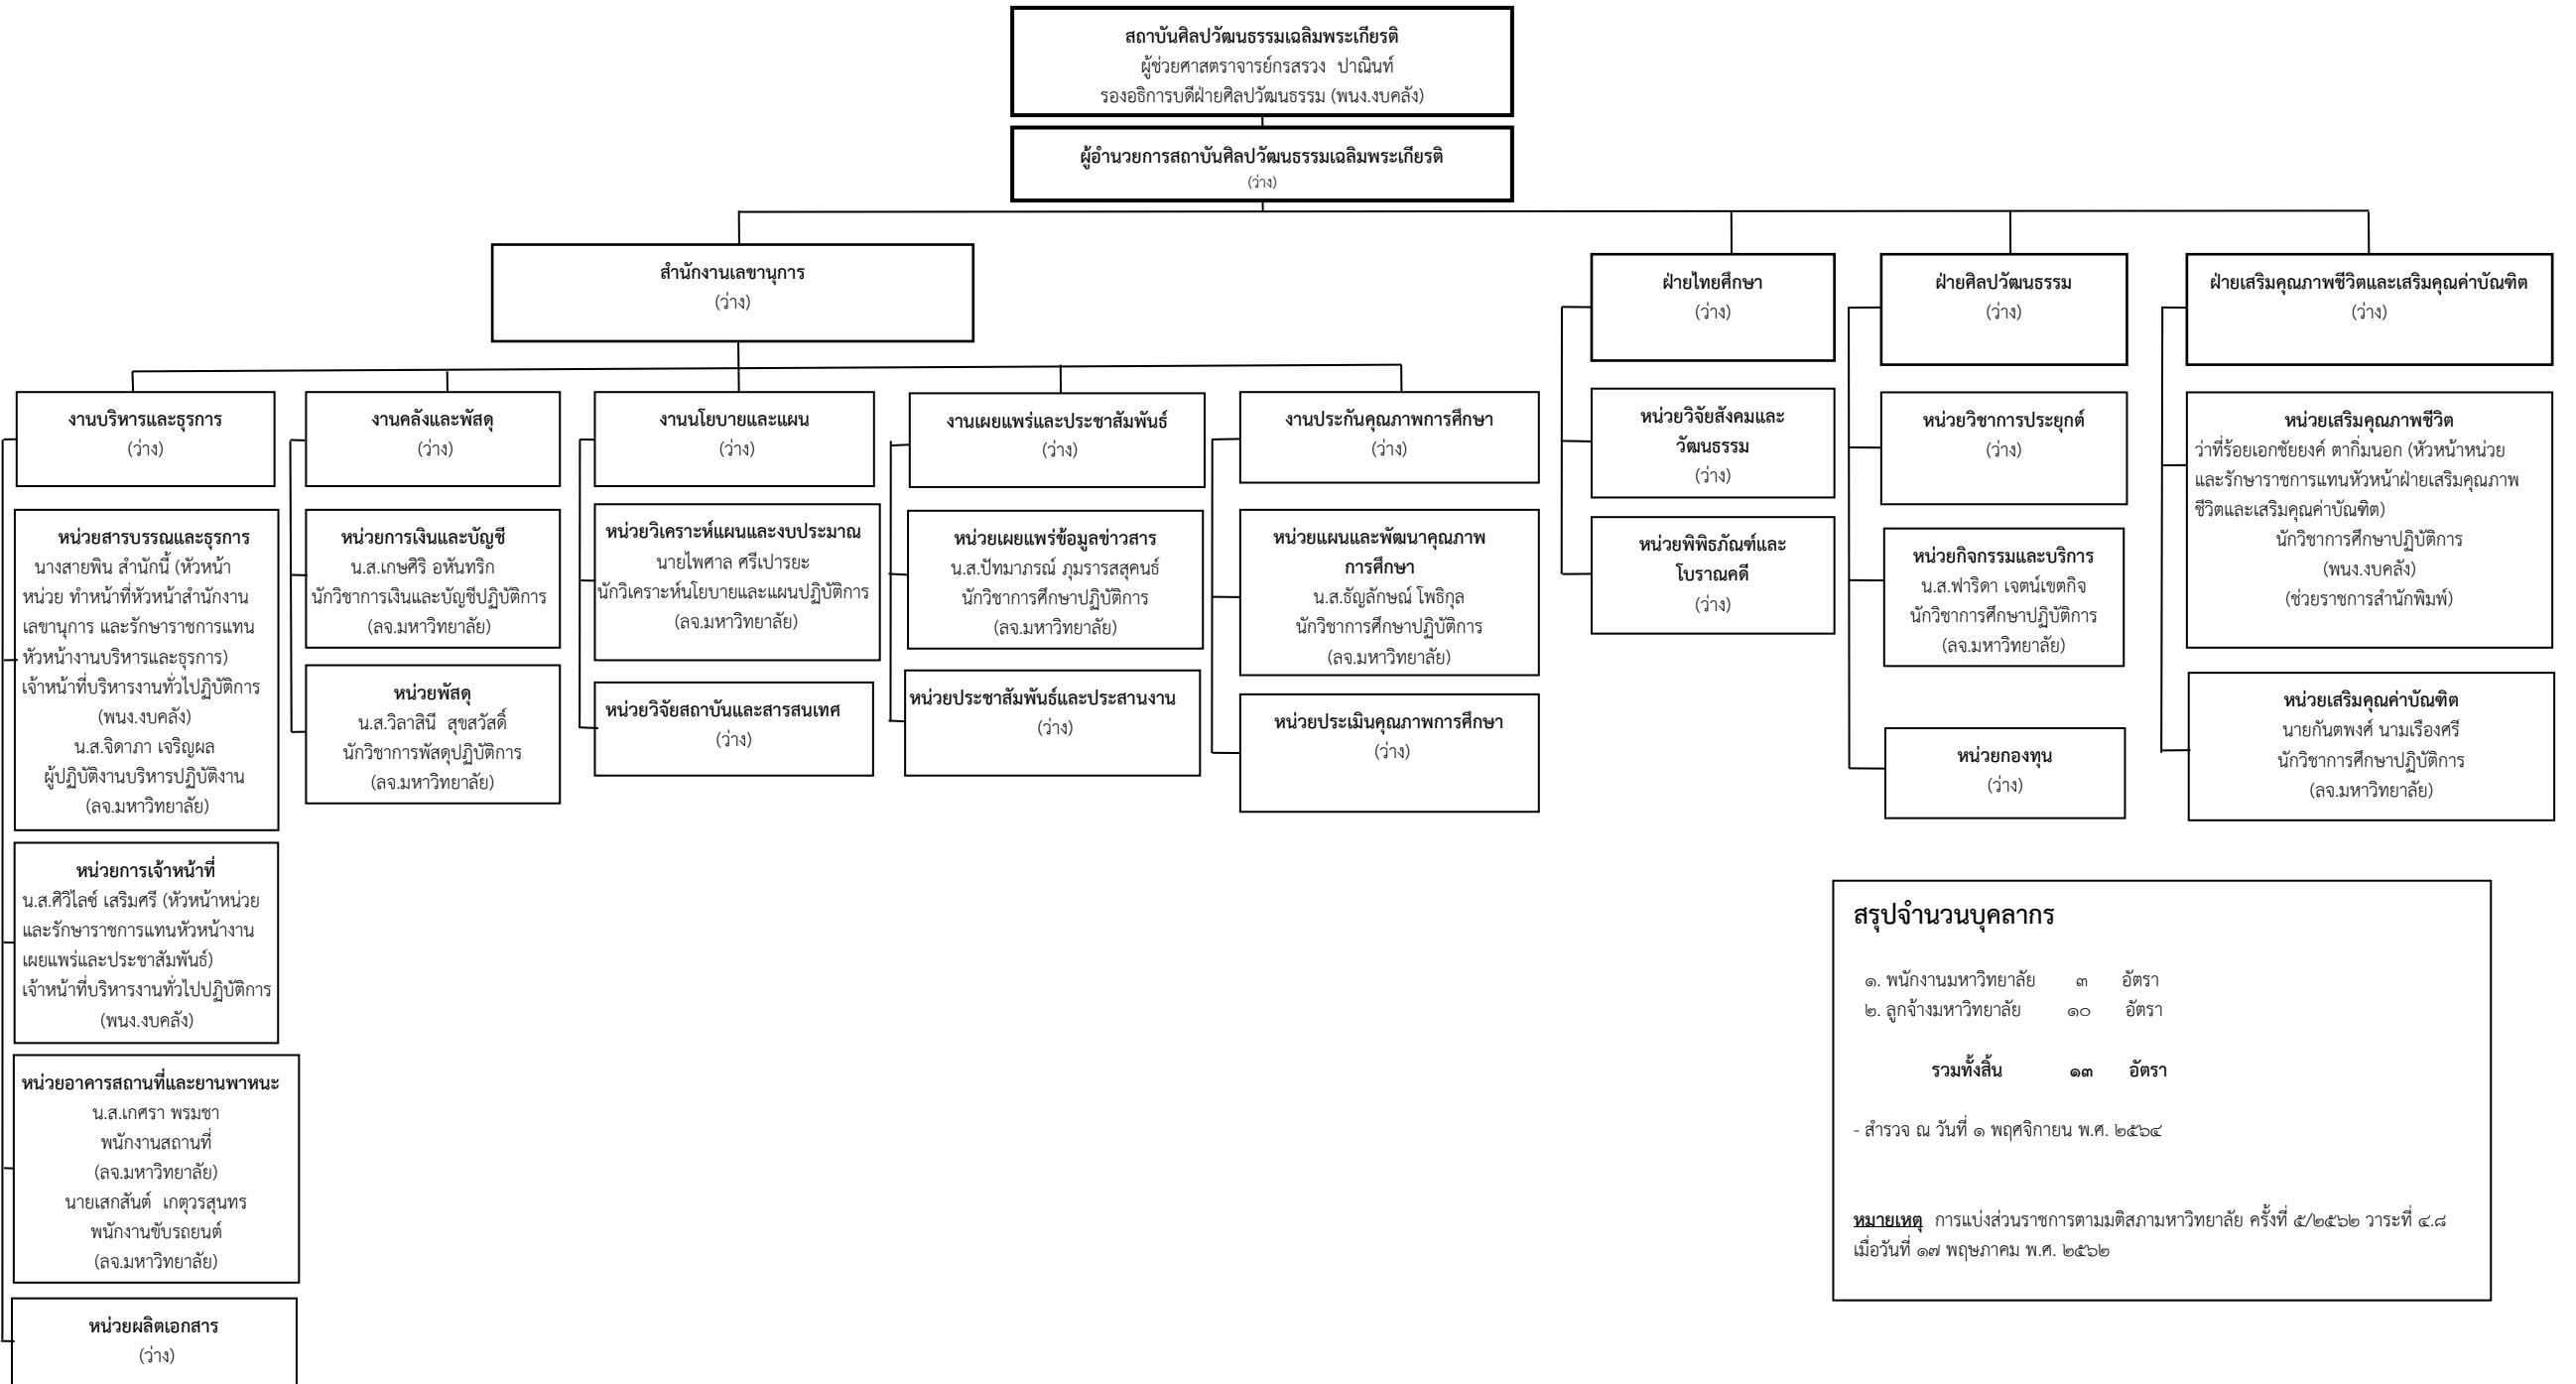 สถาบันศิลปวัฒนธรรมเฉลิมพระเกียรติ
ผู้ช่วยศาสตราจารย์กรสรวง ปาณินท์
รองอธิการบดีฝ่ายศิลปวัฒนธรรม (พนง.งบคลัง)
ผู้อำนวยการสถาบันศิลปวัฒนธรรมเฉลิมพระเกียรติ
(ว่าง)
สำนักงานเลขานุการ
(ว่าง)
ฝ่ายไทยศึกษา
(ว่าง)
ฝ่ายศิลปวัฒนธรรม
(ว่าง)
ฝ่ายเสริมคุณภาพชีวิตและเสริมคุณค่าบัณฑิต
(ว่าง)
งานบริหารและธุรการ
(ว่าง)
หน่วยสารบรรณและธุรการ
นางสายพิน สำนักนี้ (หัวหน้า
หน่วย ทำหน้าที่หัวหน้าสำนักงาน
เลขานุการ และรักษาราชการแทน
หัวหน้างานบริหารและธุรการ)
เจ้าหน้าที่บริหารงานทั่วไปปฏิบัติการ
(พนง.งบคลัง)
น.ส.จิดาภา เจริญผล
ผู้ปฏิบัติงานบริหารปฏิบัติงาน
(ลจ.มหาวิทยาลัย)
หน่วยการเจ้าหน้าที่
น.ส.ศิวิไลซ์ เสริมศรี (หัวหน้าหน่วย
และรักษาราชการแทนหัวหน้างาน
เผยแพร่และประชาสัมพันธ์)
เจ้าหน้าที่บริหารงานทั่วไปปฏิบัติการ
(พนง.งบคลัง)
หน่วยอาคารสถานที่และยานพาหนะ
น.ส.เกศรา พรมชา
พนักงานสถานที่
(ลจ.มหาวิทยาลัย)
นายเสกสันต์ เกตุวรสุนทร
พนักงานขับรถยนต์
(ลจ.มหาวิทยาลัย)
หน่วยผลิตเอกสาร
(ว่าง)
งานคลังและพัสดุ
(ว่าง)
หน่วยการเงินและบัญชี
น.ส.เกษศิริ อหันทริก
นักวิชาการเงินและบัญชีปฏิบัติการ
(ลจ.มหาวิทยาลัย)
หน่วยพัสดุ
น.ส.วิลาสินี สุขสวัสดิ์
นักวิชาการพัสดุปฏิบัติการ
(ลจ.มหาวิทยาลัย)
งานนโยบายและแผน
(ว่าง)
หน่วยวิเคราะห์แผนและงบประมาณ
นายไพศาล ศรีเปารยะ
นักวิเคราะห์นโยบายและแผนปฏิบัติการ
(ลจ.มหาวิทยาลัย)
หน่วยวิจัยสถาบันและสารสนเทศ
(ว่าง)
งานเผยแพร่และประชาสัมพันธ์
(ว่าง)
หน่วยเผยแพร่ข้อมูลข่าวสาร
น.ส.ปัทมาภรณ์ ภุมรารสสุคนธ์
นักวิชาการศึกษาปฏิบัติการ
(ลจ.มหาวิทยาลัย)
หน่วยประชาสัมพันธ์และประสานงาน
(ว่าง)
งานประกันคุณภาพการศึกษา
(ว่าง)
หน่วยแผนและพัฒนาคุณภาพ
การศึกษา
น.ส.ธัญลักษณ์ โพธิกุล
นักวิชาการศึกษาปฏิบัติการ
(ลจ.มหาวิทยาลัย)
หน่วยประเมินคุณภาพการศึกษา
(ว่าง)
หน่วยวิจัยสังคมและ
วัฒนธรรม
(ว่าง)
หน่วยพิพิธภัณฑ์และ
โบราณคดี
(ว่าง)
หน่วยวิชาการประยุกต์
(ว่าง)
หน่วยกิจกรรมและบริการ
น.ส.ฟาริดา เจตน์เขตกิจ
นักวิชาการศึกษาปฏิบัติการ
(ลจ.มหาวิทยาลัย)
หน่วยกองทุน
(ว่าง)
หน่วยเสริมคุณภาพชีวิต
ว่าที่ร้อยเอกชัยยงค์ ตากิ่มนอก (หัวหน้าหน่วย
และรักษาราชการแทนหัวหน้าฝ่ายเสริมคุณภาพ
ชีวิตและเสริมคุณค่าบัณฑิต)
นักวิชาการศึกษาปฏิบัติการ
(พนง.งบคลัง)
(ช่วยราชการสำนักพิมพ์)
หน่วยเสริมคุณค่าบัณฑิต
นายกันตพงศ์ นามเรืองศรี
นักวิชาการศึกษาปฏิบัติการ
(ลจ.มหาวิทยาลัย)
สรุปจำนวนบุคลากร
๑. พนักงานมหาวิทยาลัย ๓ อัตรา
๒. ลูกจ้างมหาวิทยาลัย ๑๐ อัตรา
รวมทั้งสิ้น ๑๓ อัตรา
- สำรวจ ณ วันที่ ๑ พฤศจิกายน พ.ศ. ๒๕๖๔
หมายเหตุ การแบ่งส่วนราชการตามมติสภามหาวิทยาลัย ครั้งที่ ๕/๒๕๖๒ วาระที่ ๔.๘
เมื่อวันที่ ๑๗ พฤษภาคม พ.ศ. ๒๕๖๒